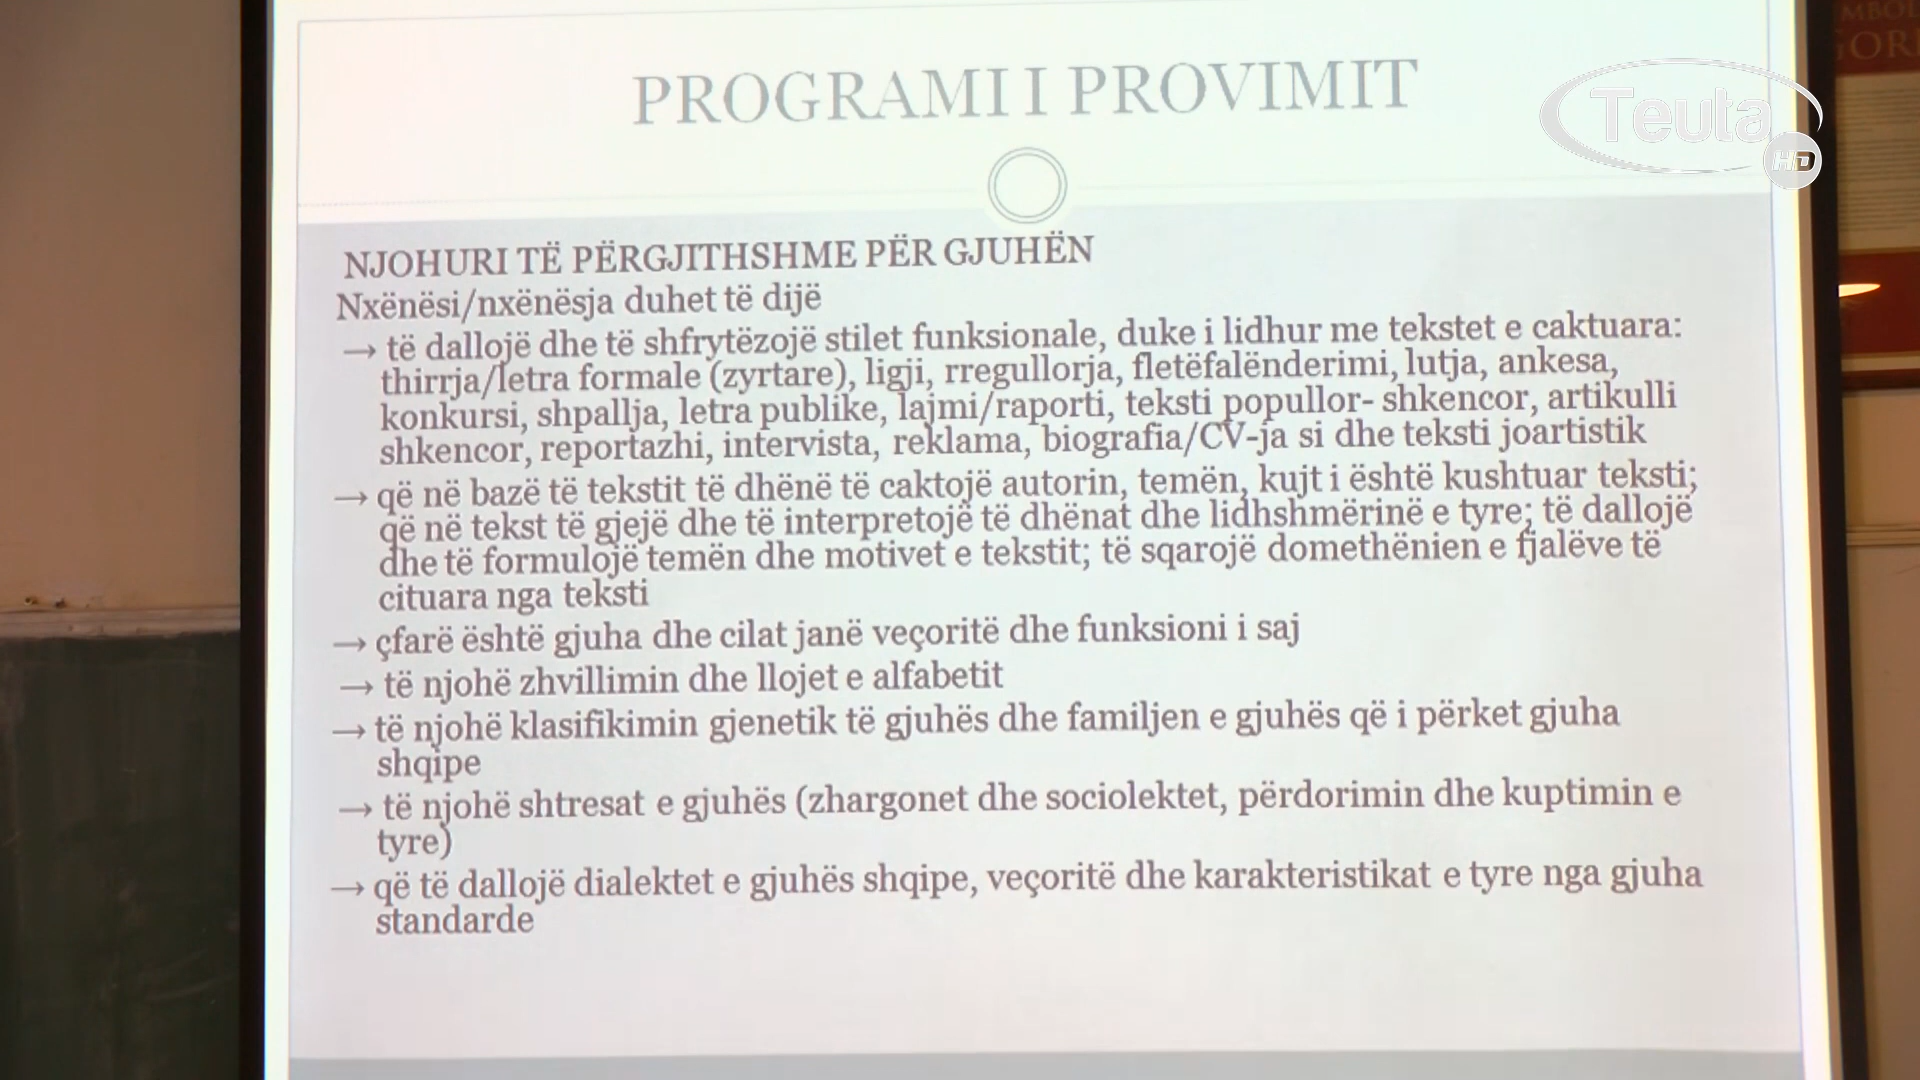 PROGRAMI I PROVIMIT
Teuta
HD
NJOHURI TË PËRGJITHSHME PËR GJUHËN
Nxënësi/nxënësja duhet të dijë
→ të dallojë dhe të shfrytëzojë stilet funksionale, duke i lidhur me tekstet e caktuara:
thirrja/letra formale (zyrtare), ligji, rregullorja, fletëfalënderimi, lutja, ankesa,
konkursi, shpallja, letra publike, lajmi/raporti, teksti popullor- shkencor, artikulli
shkencor, reportazhi, intervista, reklama, biografia/CV-ja si dhe teksti joartistik
→ që në bazë të tekstit të dhënë të caktojë autorin, temën, kujt i është kushtuar teksti;
që në tekst të gjejë dhe të interpretojë të dhënat dhe lidhshmërinë e tyre; të dallojë
dhe të formulojë temën dhe motivet e tekstit; të sqarojë domethënien e fjalëve të
cituara nga teksti
→ çfarë është gjuha dhe cilat janë veçoritë dhe funksioni i saj
→ të njohë zhvillimin dhe llojet e alfabetit
→ të njohë klasifikimin gjenetik të gjuhës dhe familjen e gjuhës që i përket gjuha
shqipe
→ të njohë shtresat e gjuhës (zhargonet dhe sociolektet, përdorimin dhe kuptimin e
tyre)
→ që të dallojë dialektet e gjuhës shqipe, veçoritë dhe karakteristikat e tyre nga gjuha
standarde